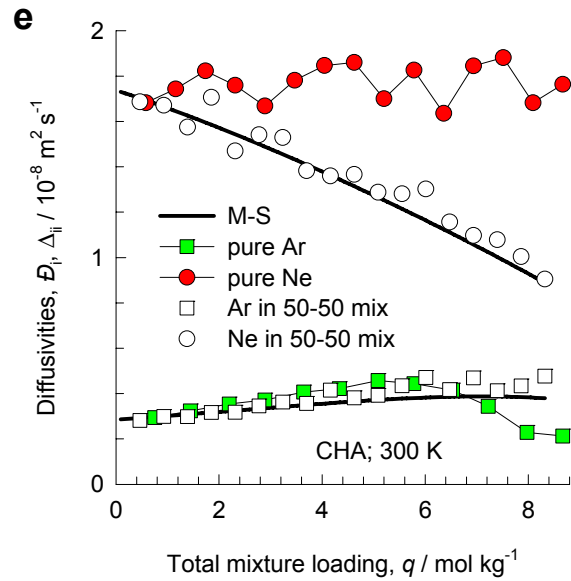 e
2
1
0
Diffusivities, Đᵢ, Δᵢᵢ / 10⁻⁸ m² s⁻¹
M-S
pure Ar
pure Ne
Ar in 50-50 mix
Ne in 50-50 mix
CHA; 300 K
0 2 4 6 8
Total mixture loading, q / mol kg⁻¹